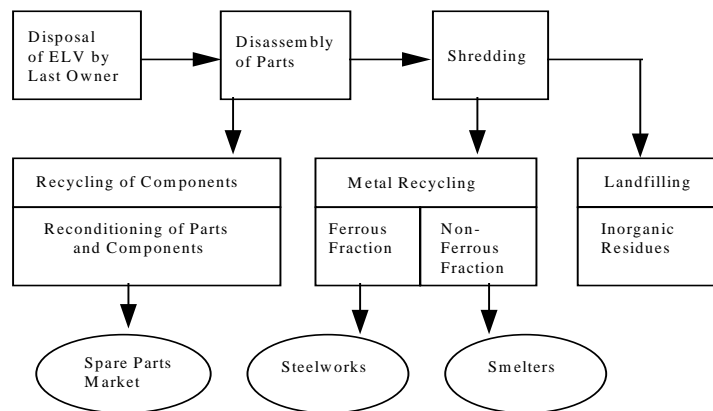 Disposal
of ELV by
Last Owner
Disassembly
of Parts
Shredding
Recycling of Components
Reconditioning of Parts
and Components
Metal Recycling
Ferrous
Fraction
Non-
Ferrous
Fraction
Landfilling
Inorganic
Residues
Spare Parts
Market
Steelworks
Smelters